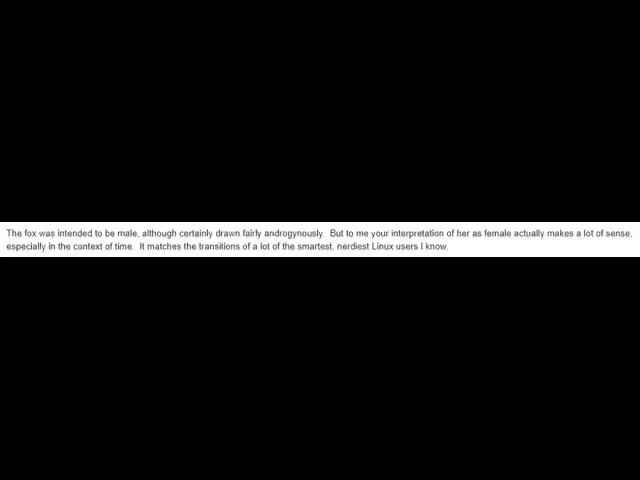 The fox was intended to be male, although certainly drawn fairly androgynously.  But to me your interpretation of her as female actually makes a lot of sense,
especially in the context of time.  It matches the transitions of a lot of the smartest, nerdiest Linux users I know.